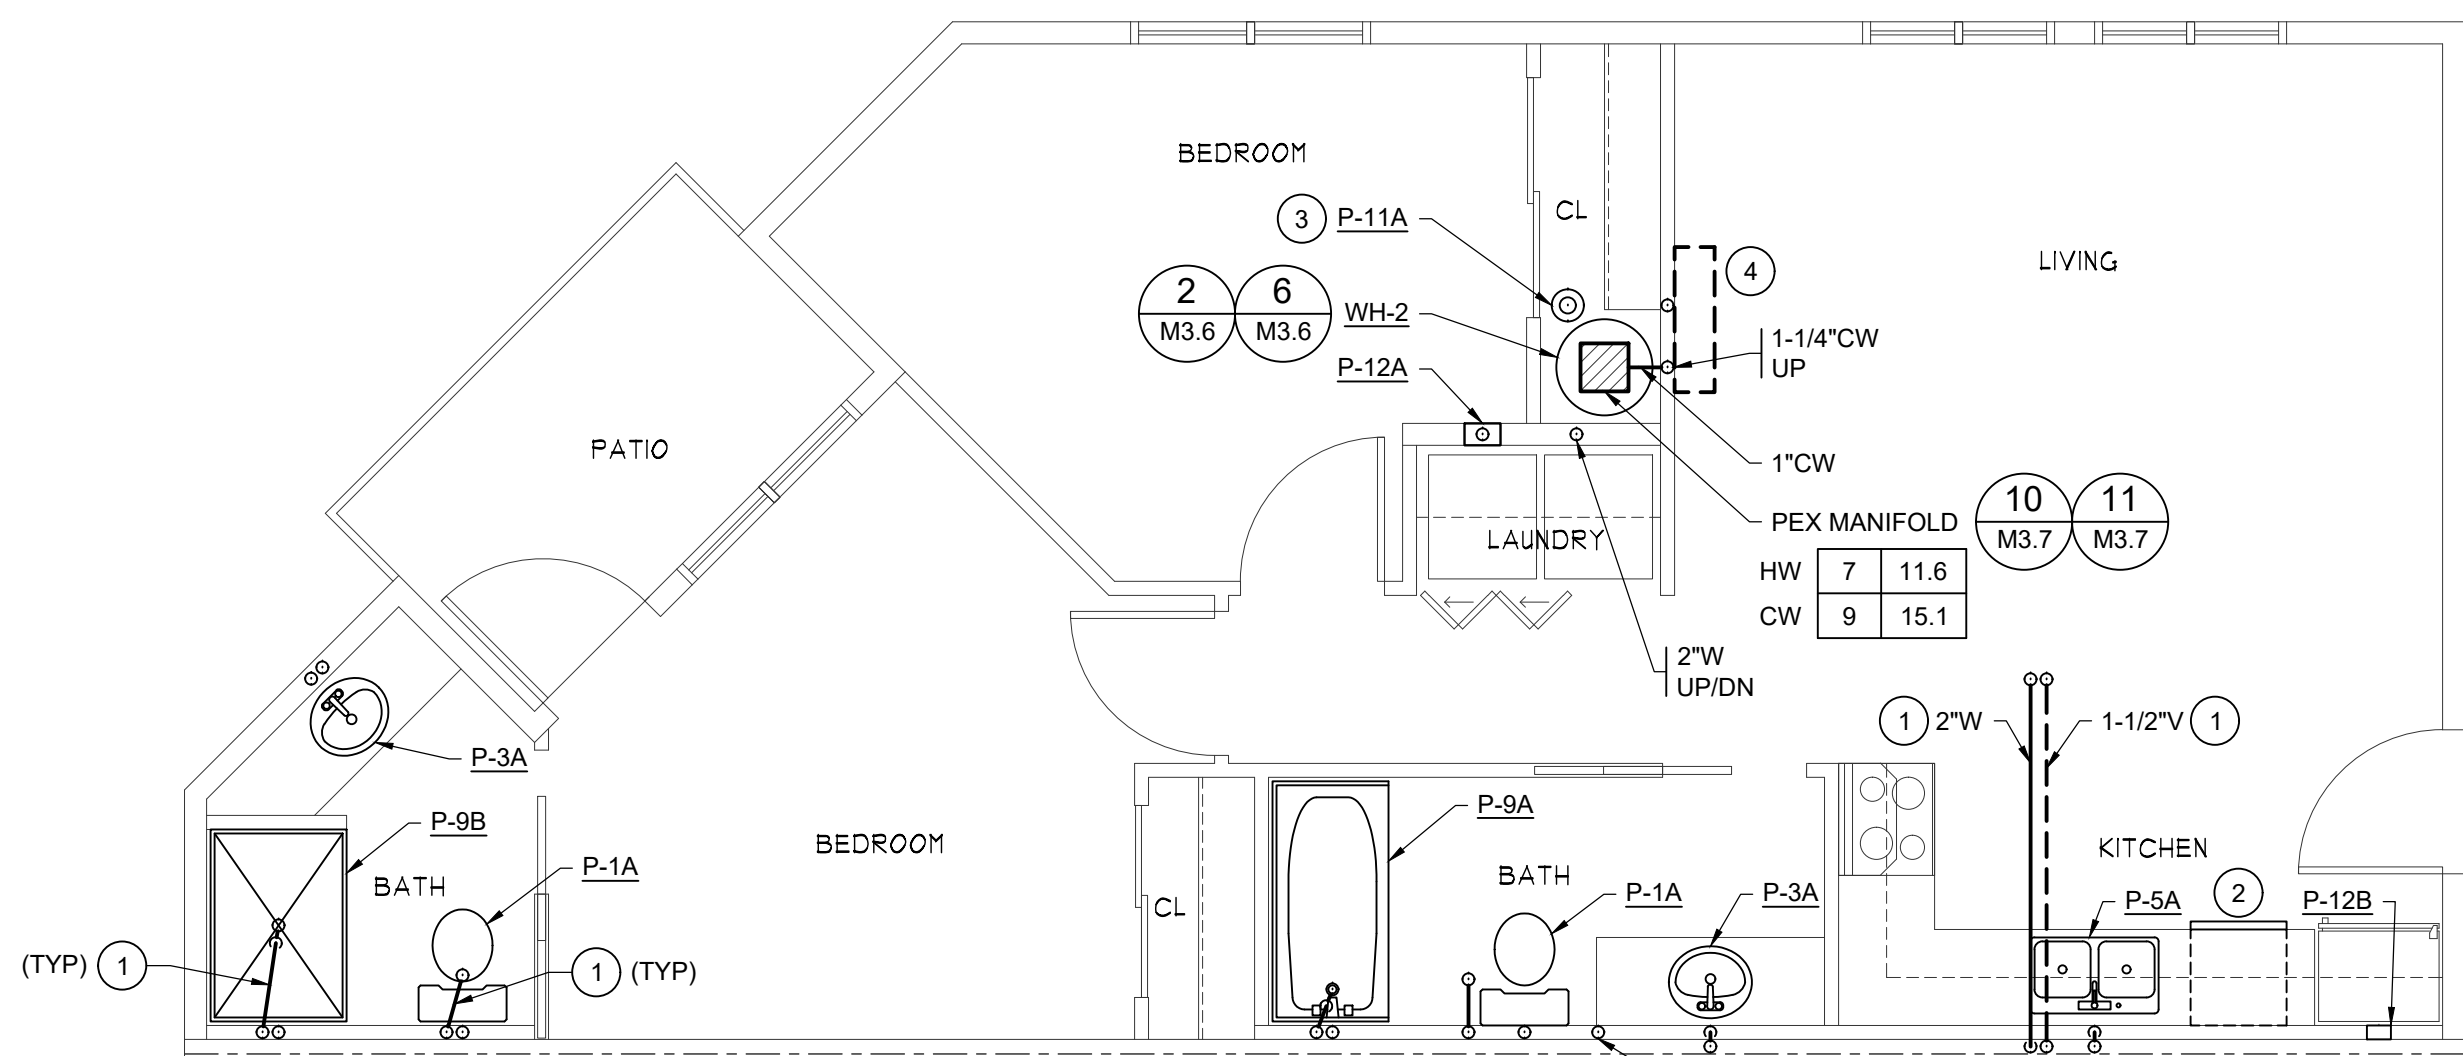 BEDROOM
3 P-11A
CL
LIVING
4
2 6
M3.6 M3.6
WH-2
1-1/4"CW
UP
P-12A
PATIO
1"CW
PEX MANIFOLD
10 11
M3.7 M3.7
LAUNDRY
HW 7 11.6
CW 9 15.1
2"W
UP/DN
1 2"W
1-1/2"V 1
P-3A
P-9B
P-9A
BEDROOM
KITCHEN
P-1A
BATH
BATH
CL
P-1A
P-3A
P-5A
2
P-12B
(TYP) 1
1 (TYP)